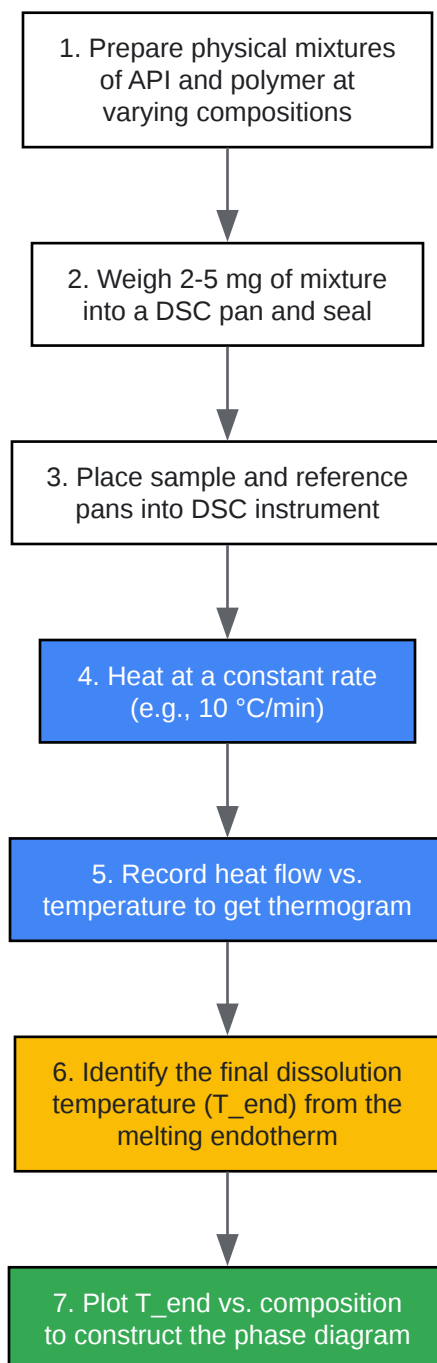 1. Prepare physical mixtures
of API and polymer at
varying compositions
2. Weigh 2-5 mg of mixture
into a DSC pan and seal
3. Place sample and reference
pans into DSC instrument
4. Heat at a constant rate
(e.g., 10 °C/min)
5. Record heat flow vs.
temperature to get thermogram
6. Identify the final dissolution
temperature (T_end) from the
melting endotherm
7. Plot T_end vs. composition
to construct the phase diagram